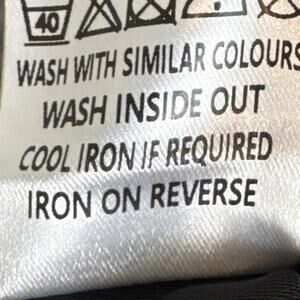 40
WASH WITH SIMILAR COLOURS
WASH INSIDE OUT
COOL IRON IF REQUIRED
IRON ON REVERSE